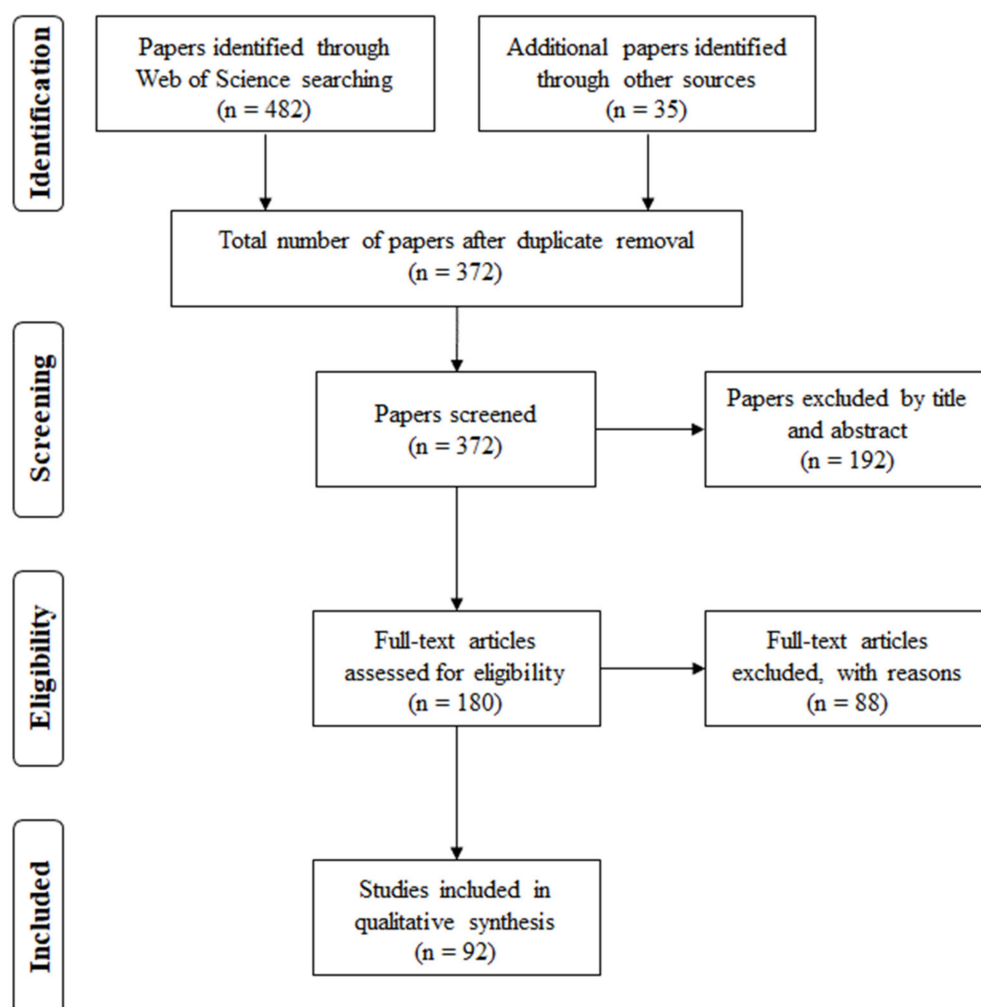 Identification
Papers identified through
Web of Science searching
(n = 482)
Additional papers identified
through other sources
(n = 35)
Total number of papers after duplicate removal
(n = 372)
Screening
Papers screened
(n = 372)
Papers excluded by title
and abstract
(n = 192)
Eligibility
Full-text articles
assessed for eligibility
(n = 180)
Full-text articles
excluded, with reasons
(n = 88)
Included
Studies included in
qualitative synthesis
(n = 92)